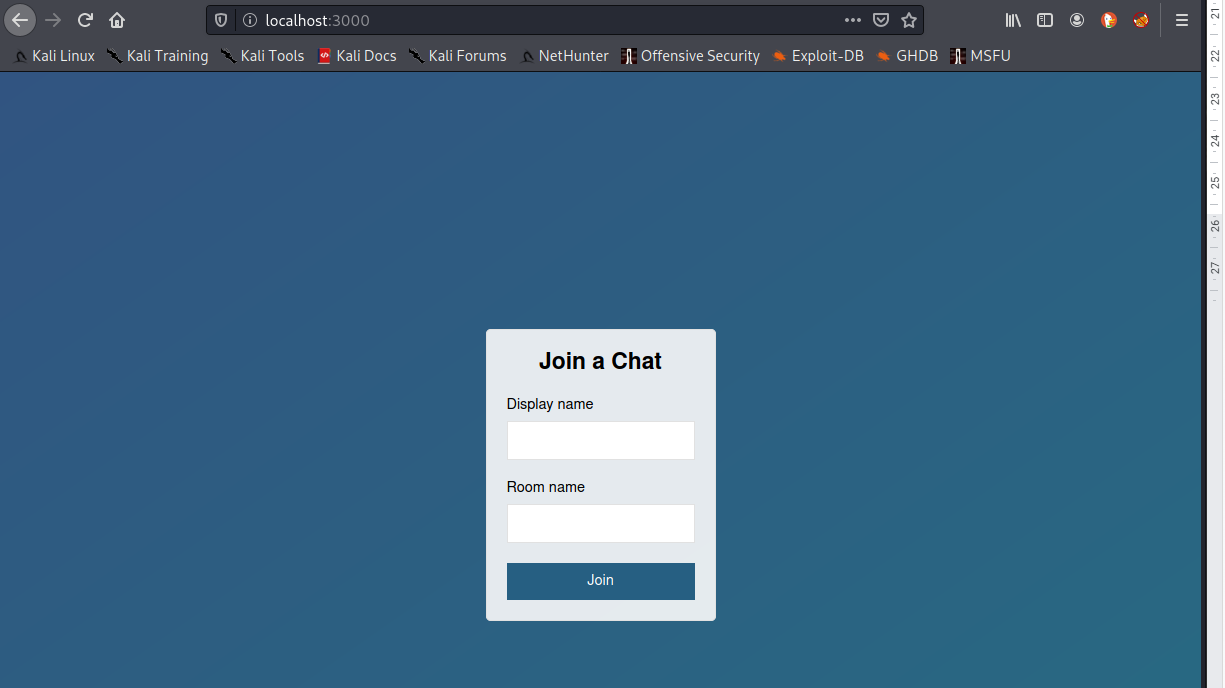 localhost:3000
Kali Linux Kali Training Kali Tools Kali Docs Kali Forums NetHunter Offensive Security Exploit-DB GHDB MSFU
Join a Chat
Display name
Room name
Join
21
22
23
24
25
26
27